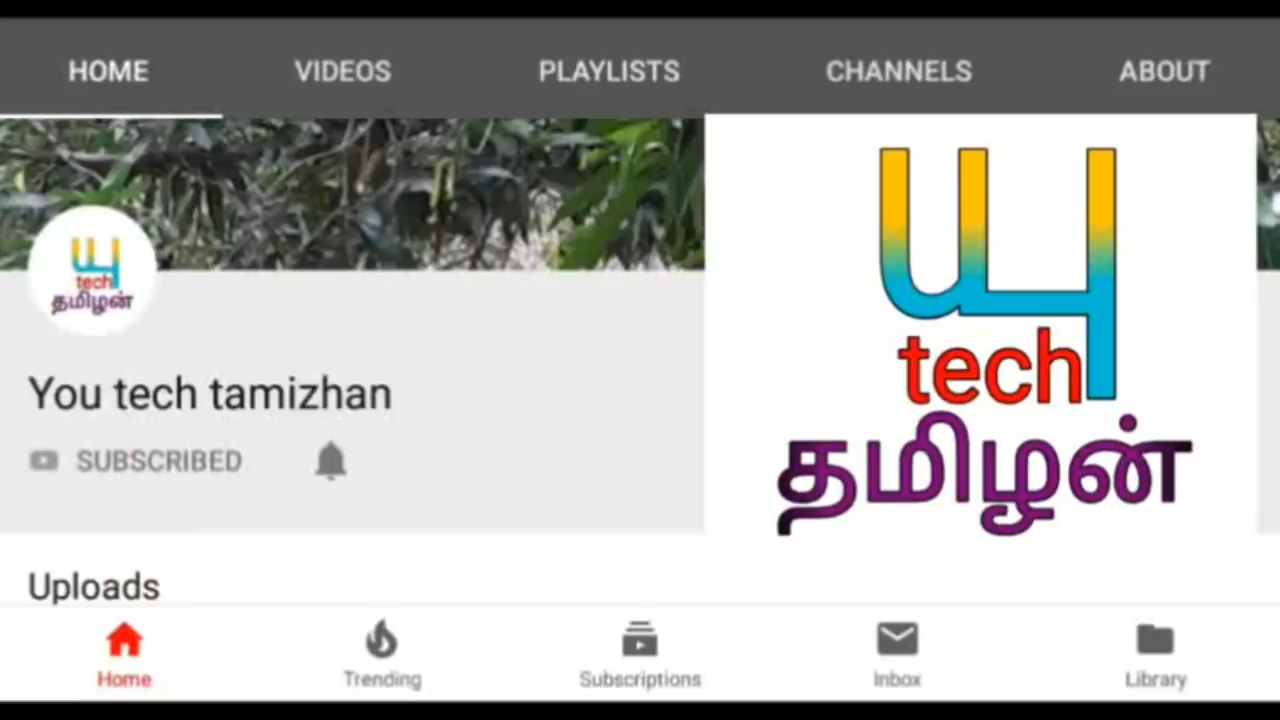 HOME VIDEOS PLAYLISTS CHANNELS ABOUT
யூ
tech
தமிழன்
யூ
tech
தமிழன்
You tech tamizhan
SUBSCRIBED
Uploads
Home Trending Subscriptions Inbox Library